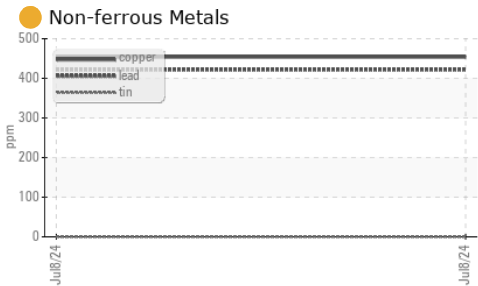 Non-ferrous Metals
500
400
300
200
100
0
ppm
copper
lead
tin
Jul8/24
Jul8/24